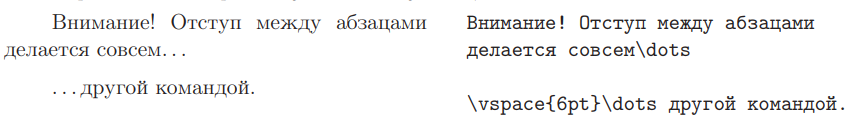 Внимание! Отступ между абзацами
делается совсем...
...другой командой.
Внимание! Отступ между абзацами
делается совсем\dots
\vspace{6pt}\dots другой командой.